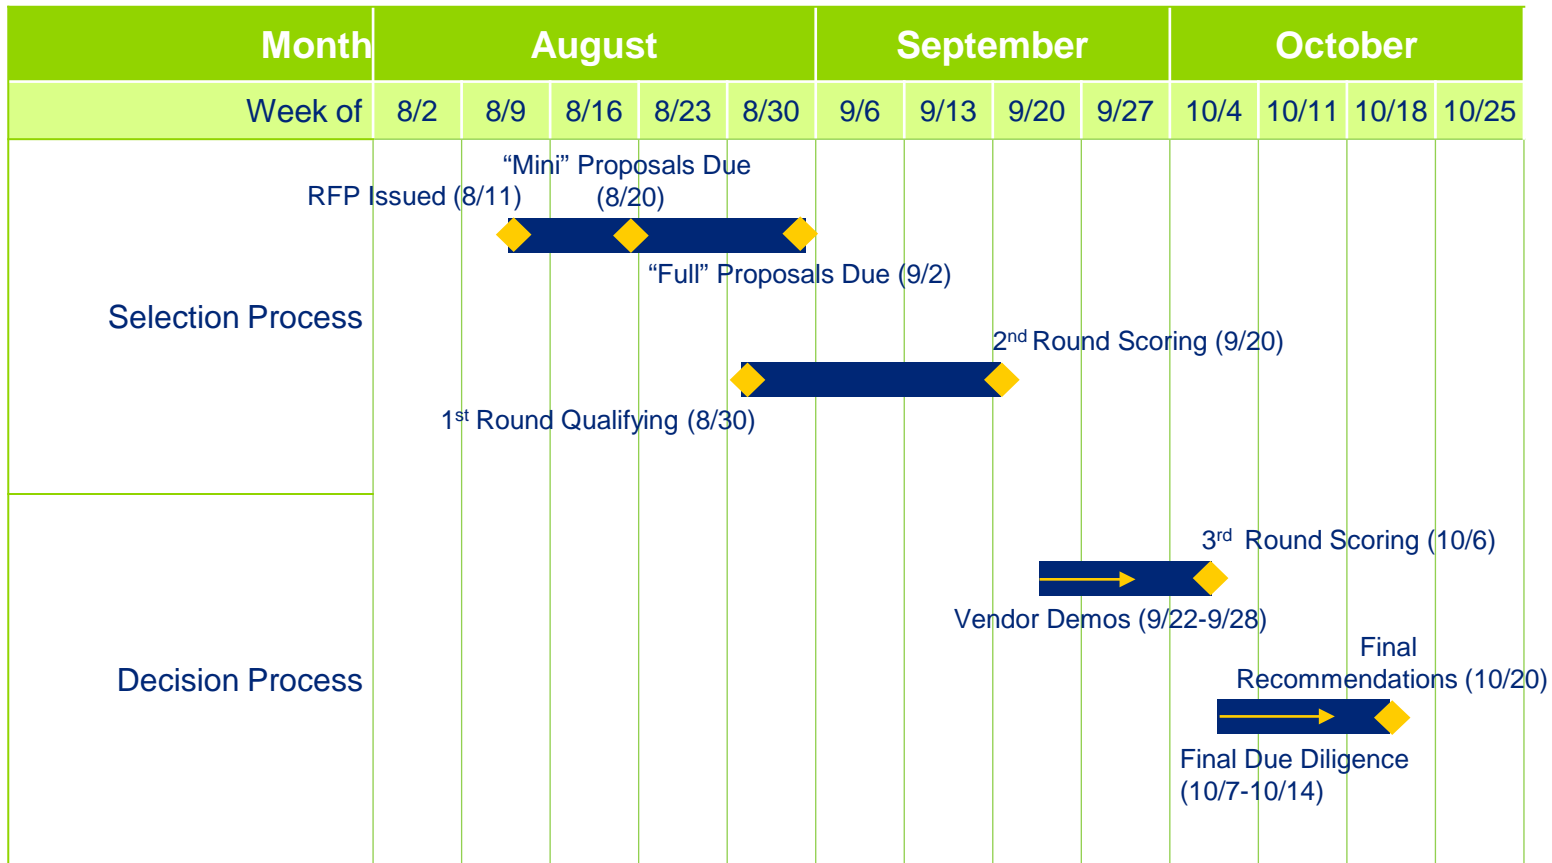 Month August September October
Week of 8/2 8/9 8/16 8/23 8/30 9/6 9/13 9/20 9/27 10/4 10/11 10/18 10/25
“Mini” Proposals Due
(8/20)
RFP Issued (8/11)
“Full” Proposals Due (9/2)
Selection Process
2nd Round Scoring (9/20)
1st Round Qualifying (8/30)
3rd Round Scoring (10/6)
Vendor Demos (9/22-9/28)
Decision Process
Final
Recommendations (10/20)
Final Due Diligence
(10/7-10/14)